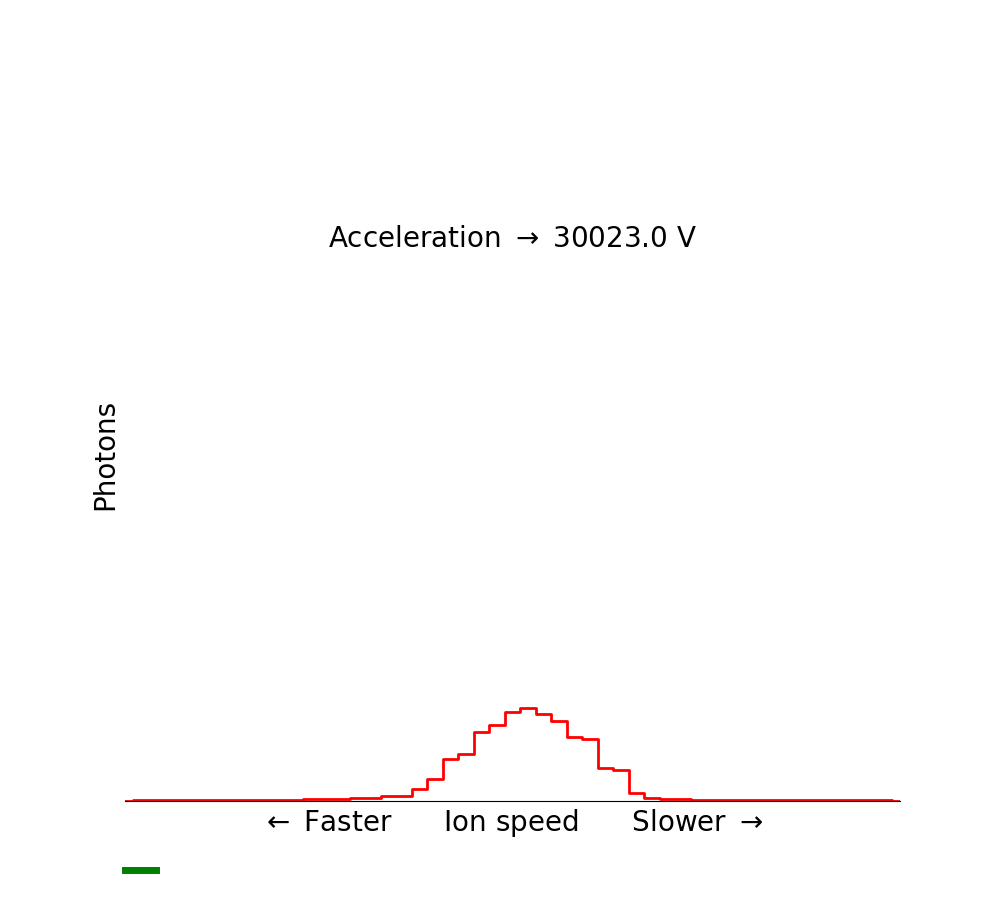 Acceleration → 30023.0 V
Photons
← Faster Ion speed Slower →